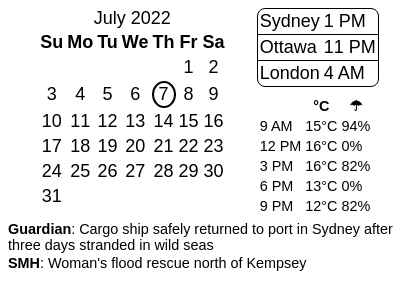 July 2022
Su Mo Tu We Th Fr Sa
1 2
3 4 5 6 7 8 9
10 11 12 13 14 15 16
17 18 19 20 21 22 23
24 25 26 27 28 29 30
31
Sydney 1 PM
Ottawa 11 PM
London 4 AM
°C ☂
9 AM 15°C 94%
12 PM 16°C 0%
3 PM 16°C 82%
6 PM 13°C 0%
9 PM 12°C 82%
Guardian: Cargo ship safely returned to port in Sydney after
three days stranded in wild seas
SMH: Woman's flood rescue north of Kempsey